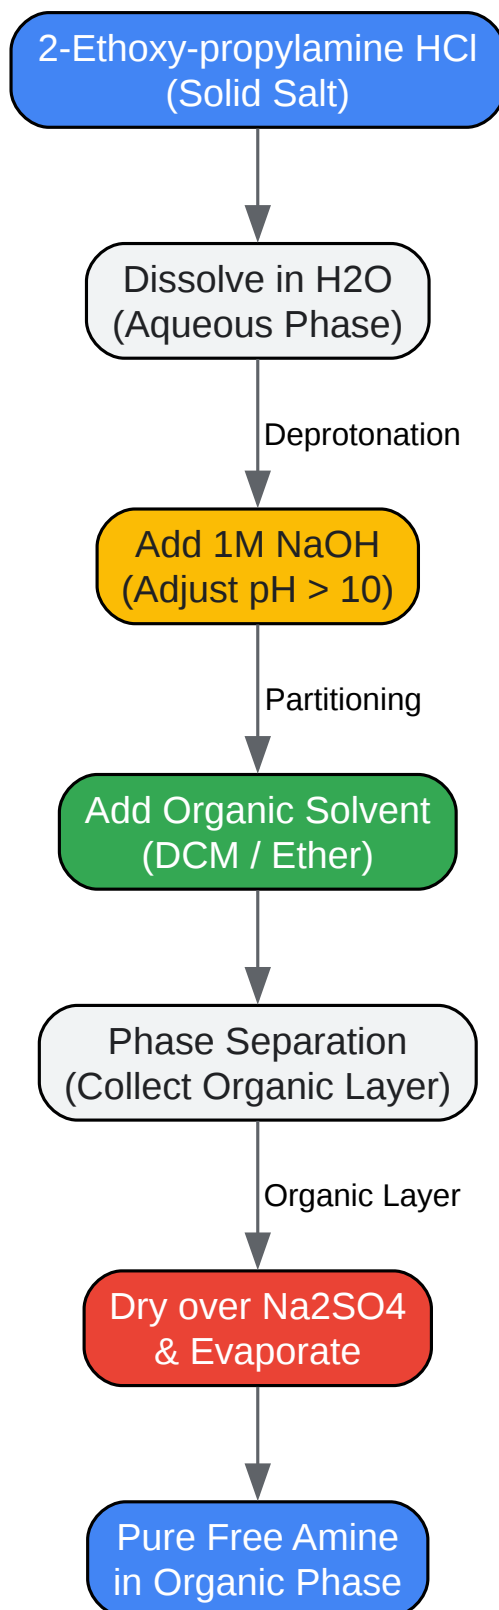 2-Ethoxy-propylamine HCl
(Solid Salt)
Dissolve in H2O
(Aqueous Phase)
Deprotonation
Add 1M NaOH
(Adjust pH > 10)
Partitioning
Add Organic Solvent
(DCM / Ether)
Phase Separation
(Collect Organic Layer)
Organic Layer
Dry over Na2SO4
& Evaporate
Pure Free Amine
in Organic Phase